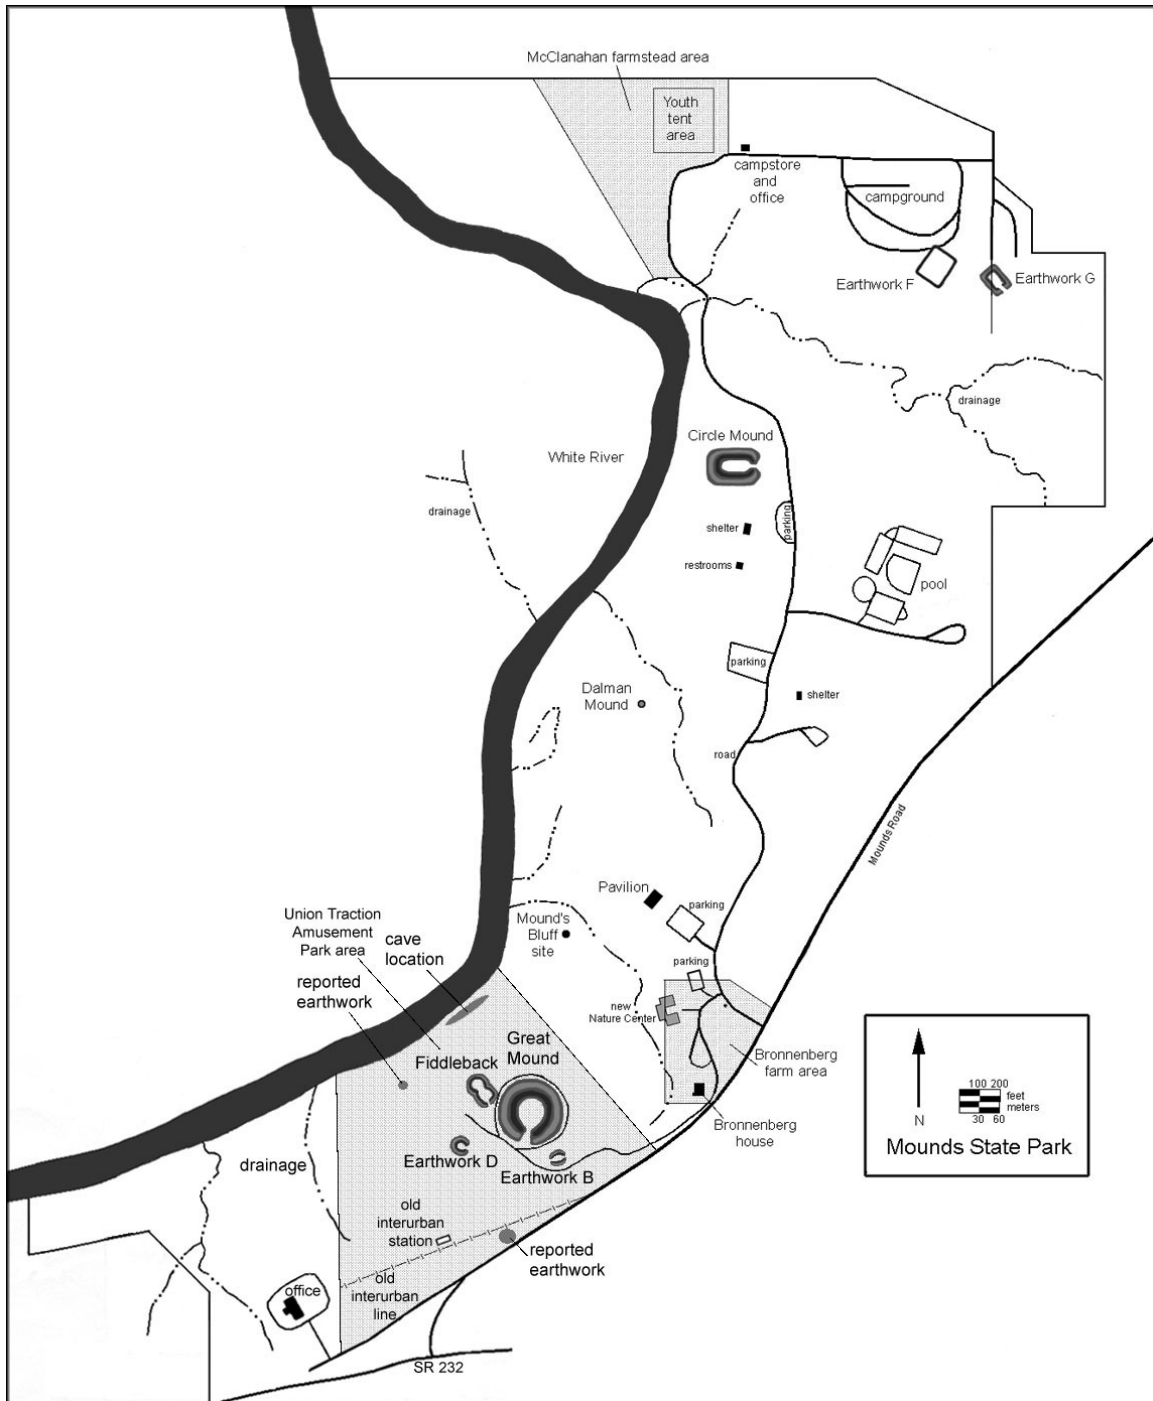 McClanahan farmstead area
Youth
tent
area
campstore
and
office
campground
Earthwork F
Earthwork G
drainage
Circle Mound
White River
drainage
parking
shelter
restrooms
pool
parking
Dalman
Mound
shelter
road
Mounds Road
Pavilion
parking
Union Traction
Amusement
Park area
Mound's
Bluff
site
cave
location
reported
earthwork
parking
new
Nature Center
Great
Mound
Fiddleback
Bronnenberg
farm area
Bronnenberg
house
drainage
Earthwork D
Earthwork B
old
interurban
station
reported
earthwork
old
interurban
line
office
SR 232
N
100 200
feet
meters
30 60
Mounds State Park